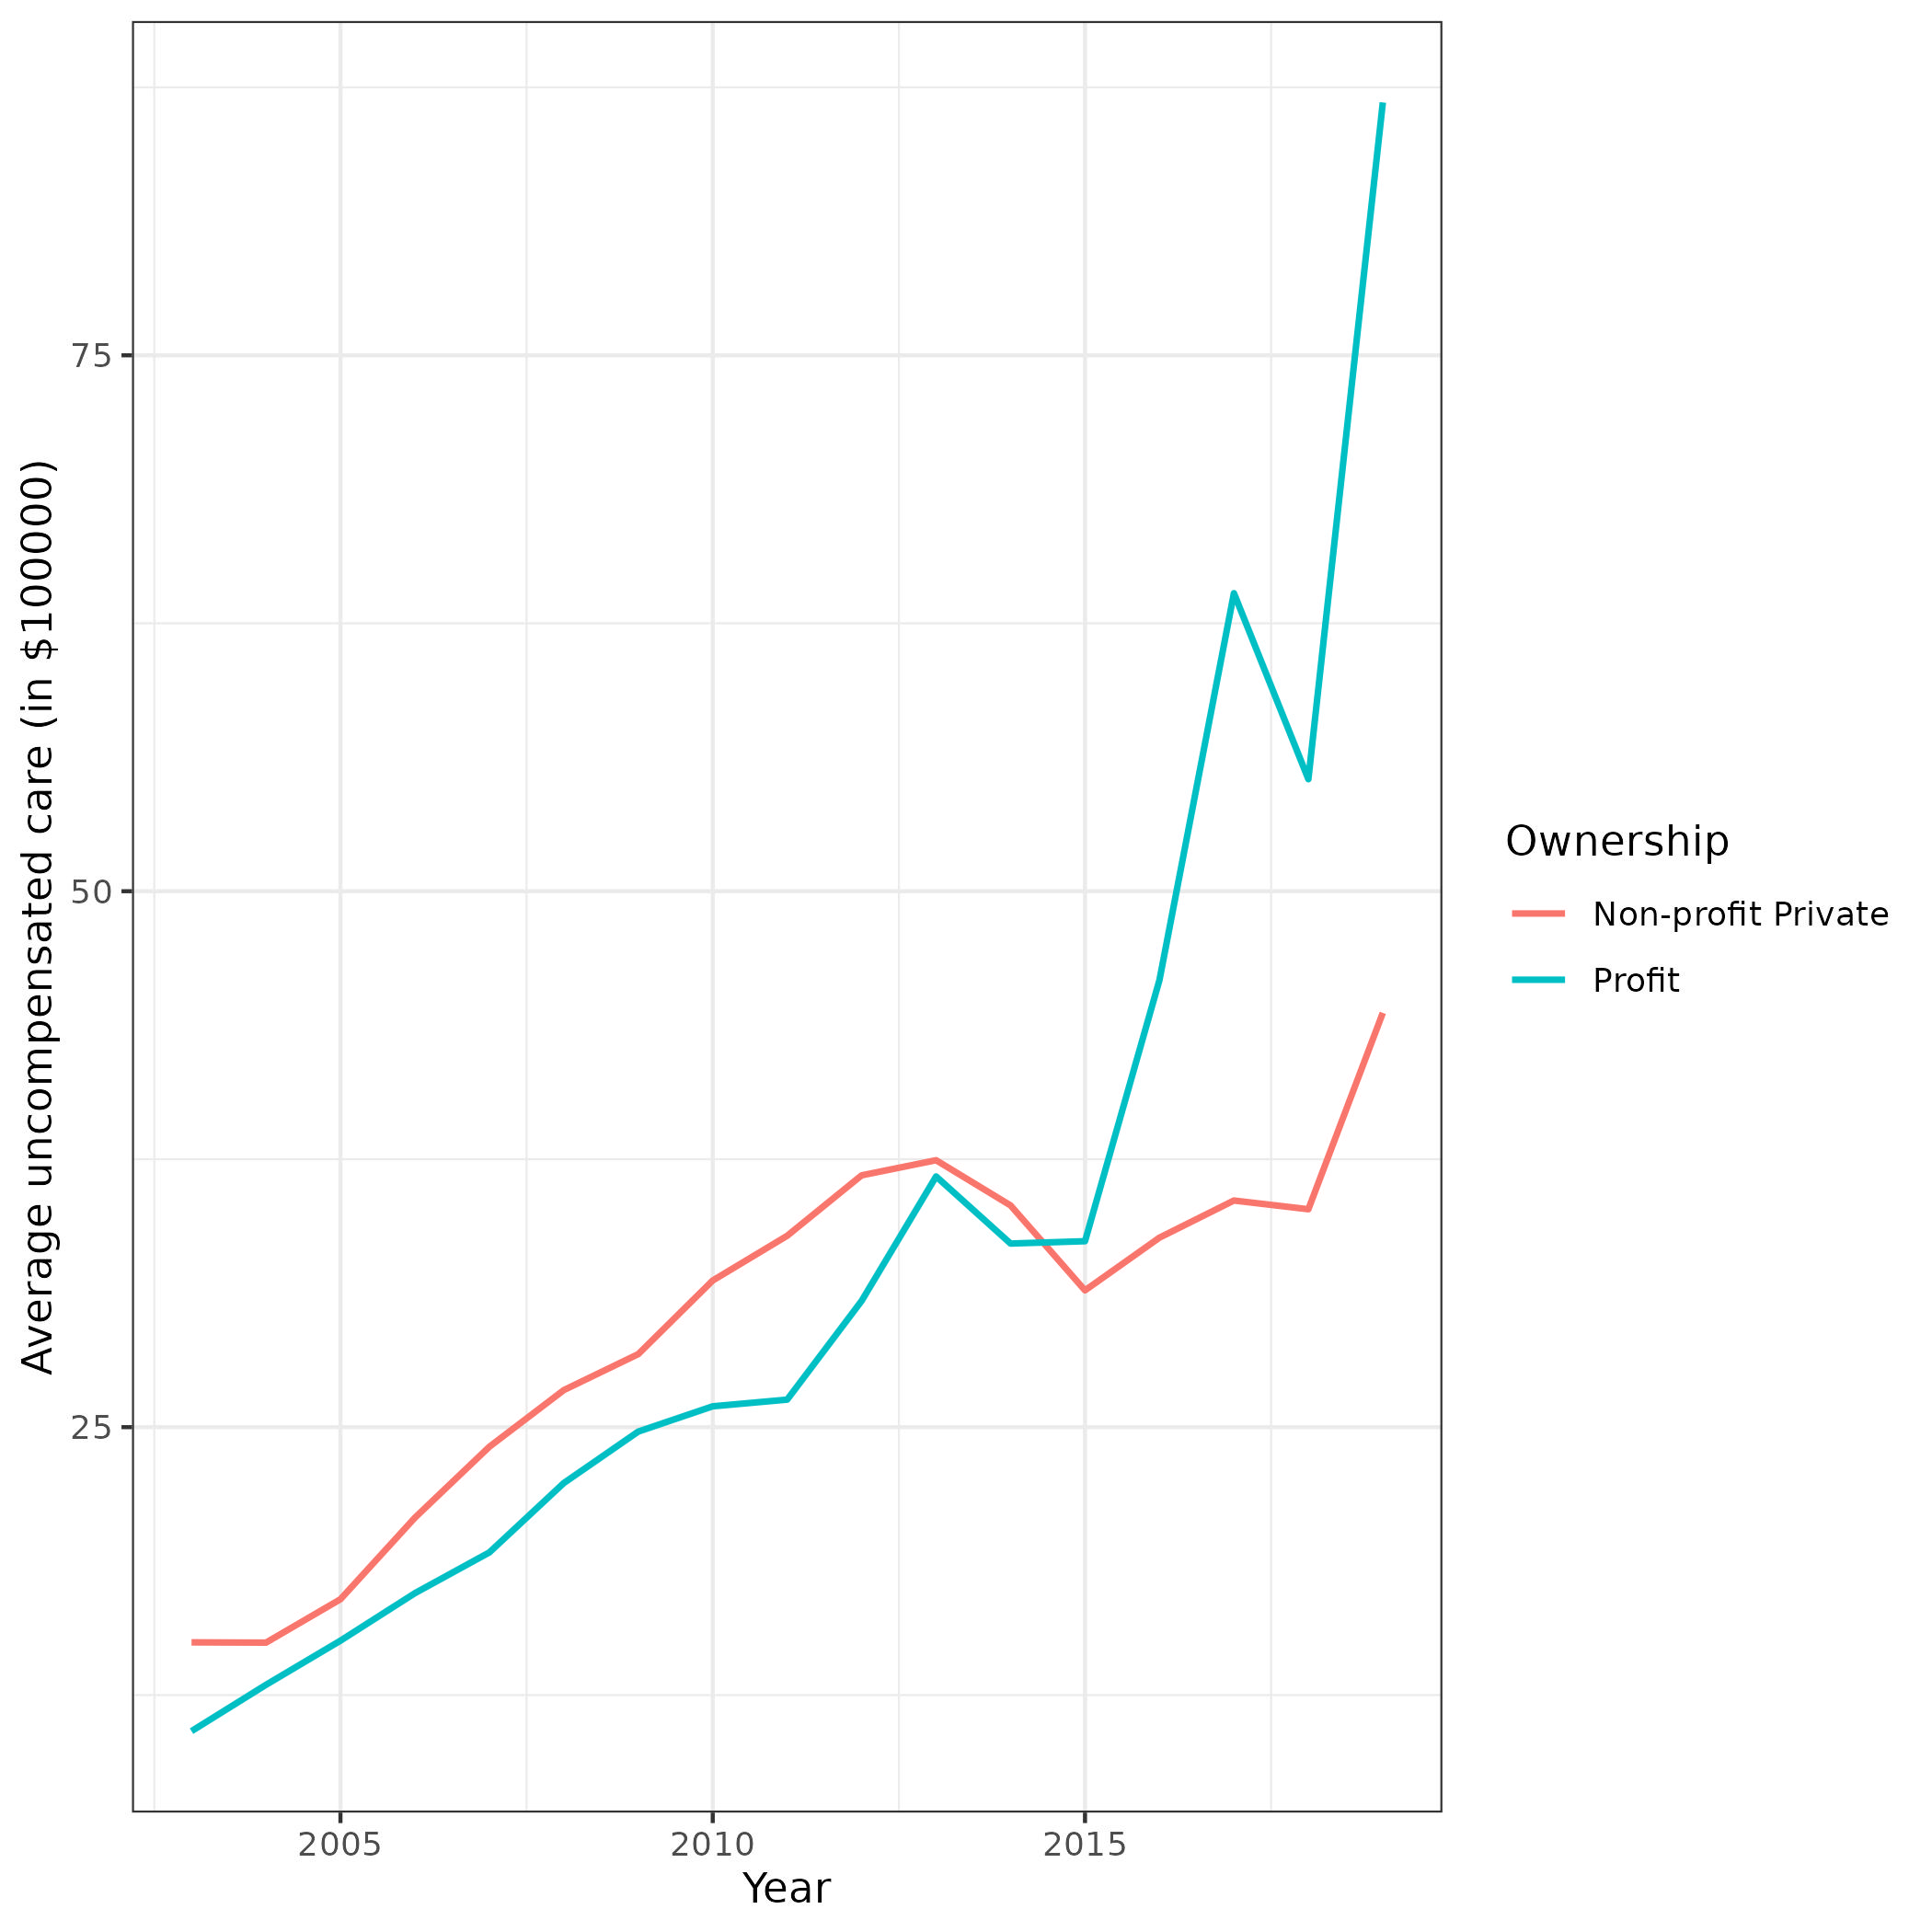 Average uncompensated care (in $100000)
75
50
25
2005 2010 2015
Year
Ownership
Non-profit Private
Profit